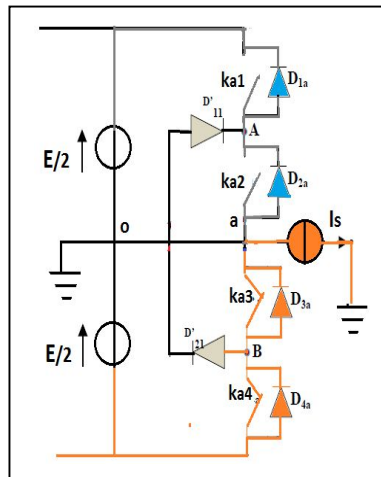 ka1
D1a
D'11
A
E/2
ka2
D2a
a
o
Is
ka3
D3a
D'21
B
E/2
ka4
D4a